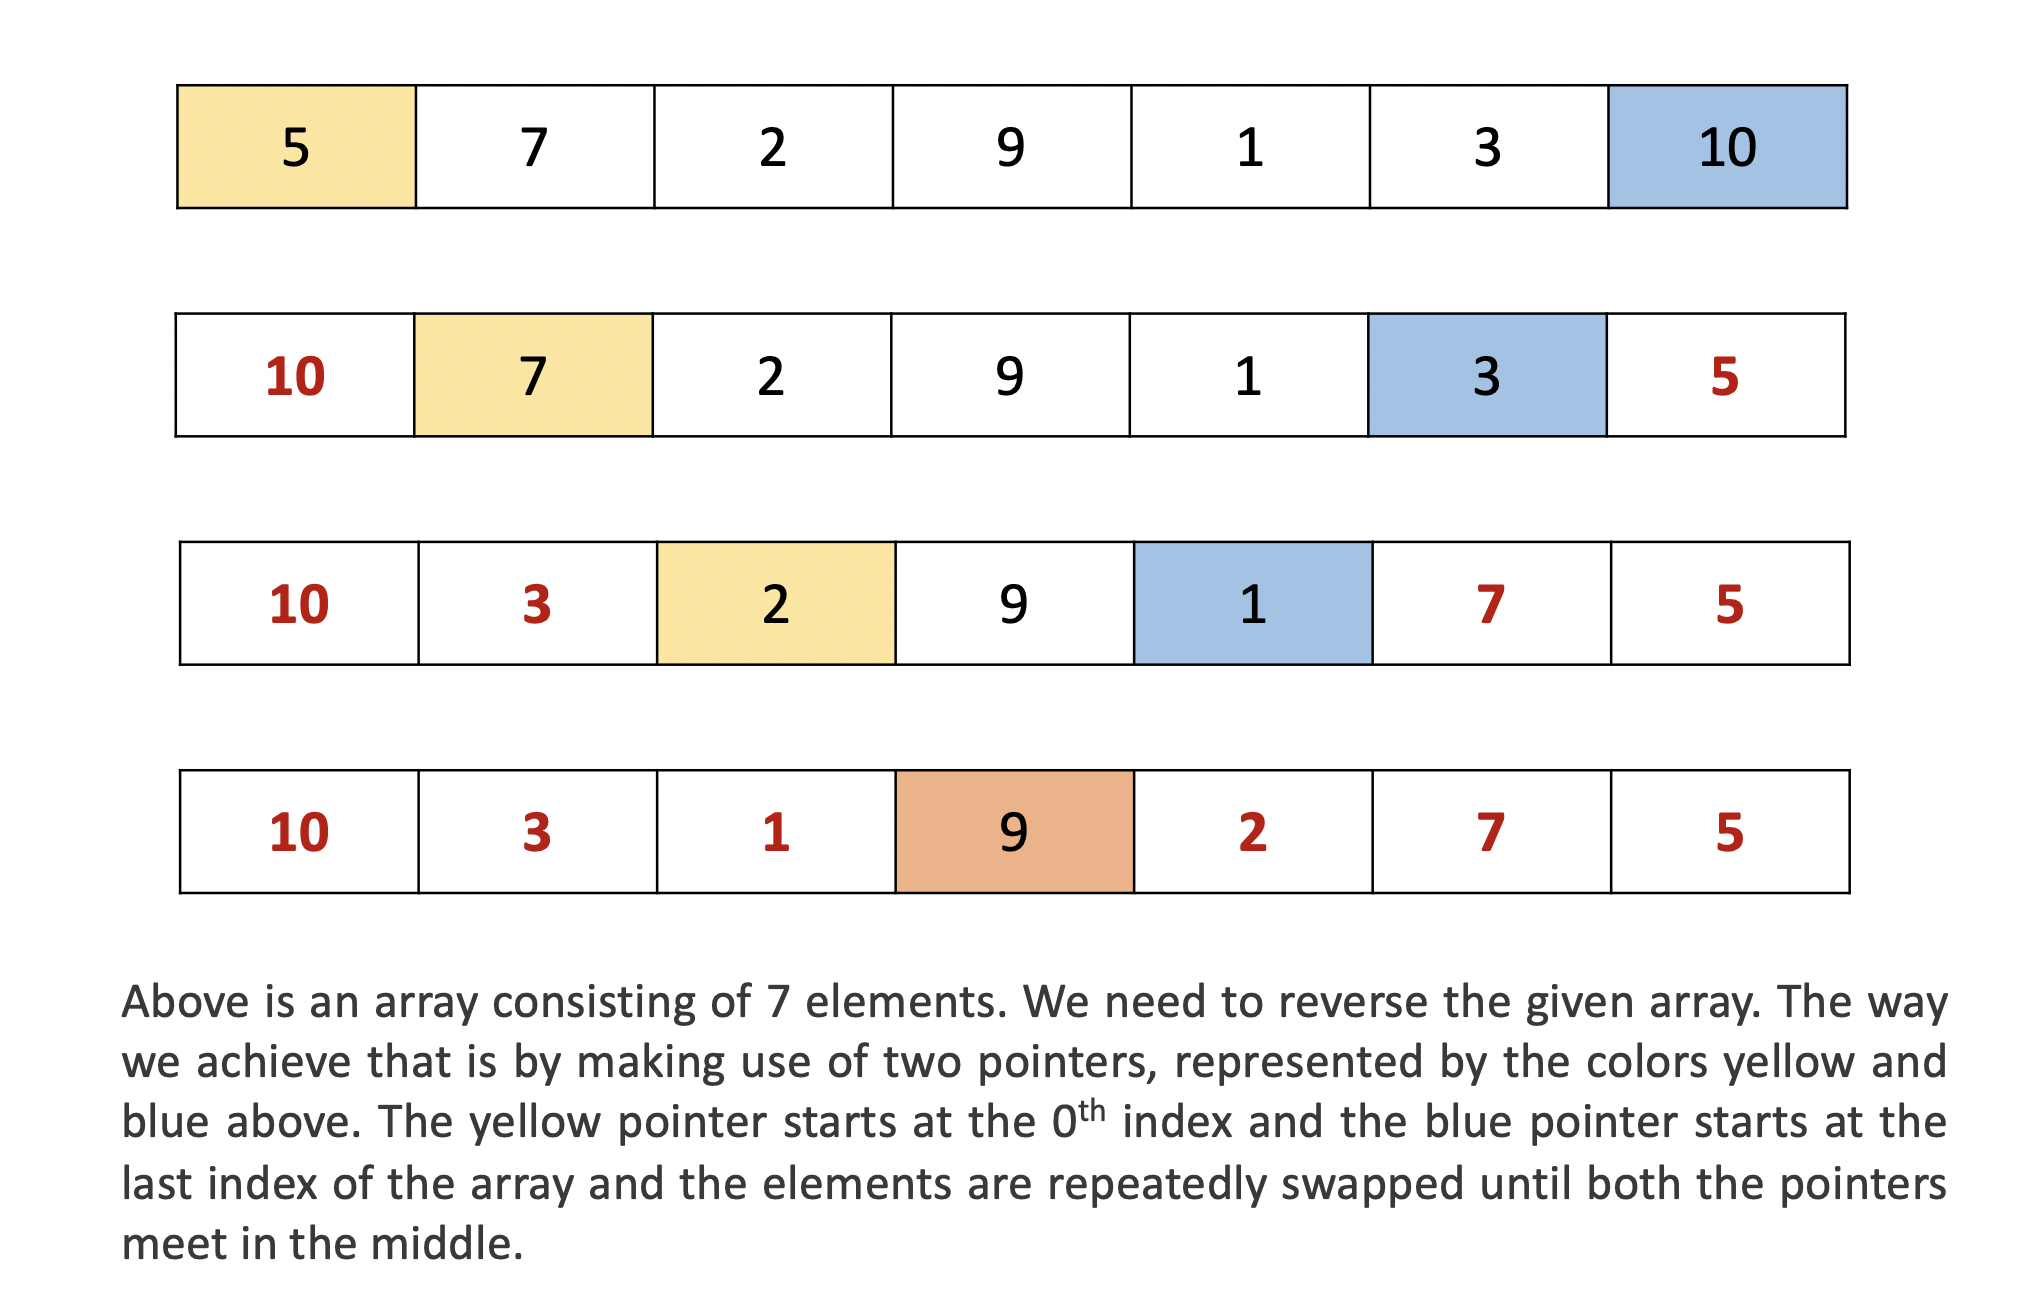 5 7 2 9 1 3 10
10 7 2 9 1 3 5
10 3 2 9 1 7 5
10 3 1 9 2 7 5
Above is an array consisting of 7 elements. We need to reverse the given array. The way
we achieve that is by making use of two pointers, represented by the colors yellow and
blue above. The yellow pointer starts at the 0th index and the blue pointer starts at the
last index of the array and the elements are repeatedly swapped until both the pointers
meet in the middle.